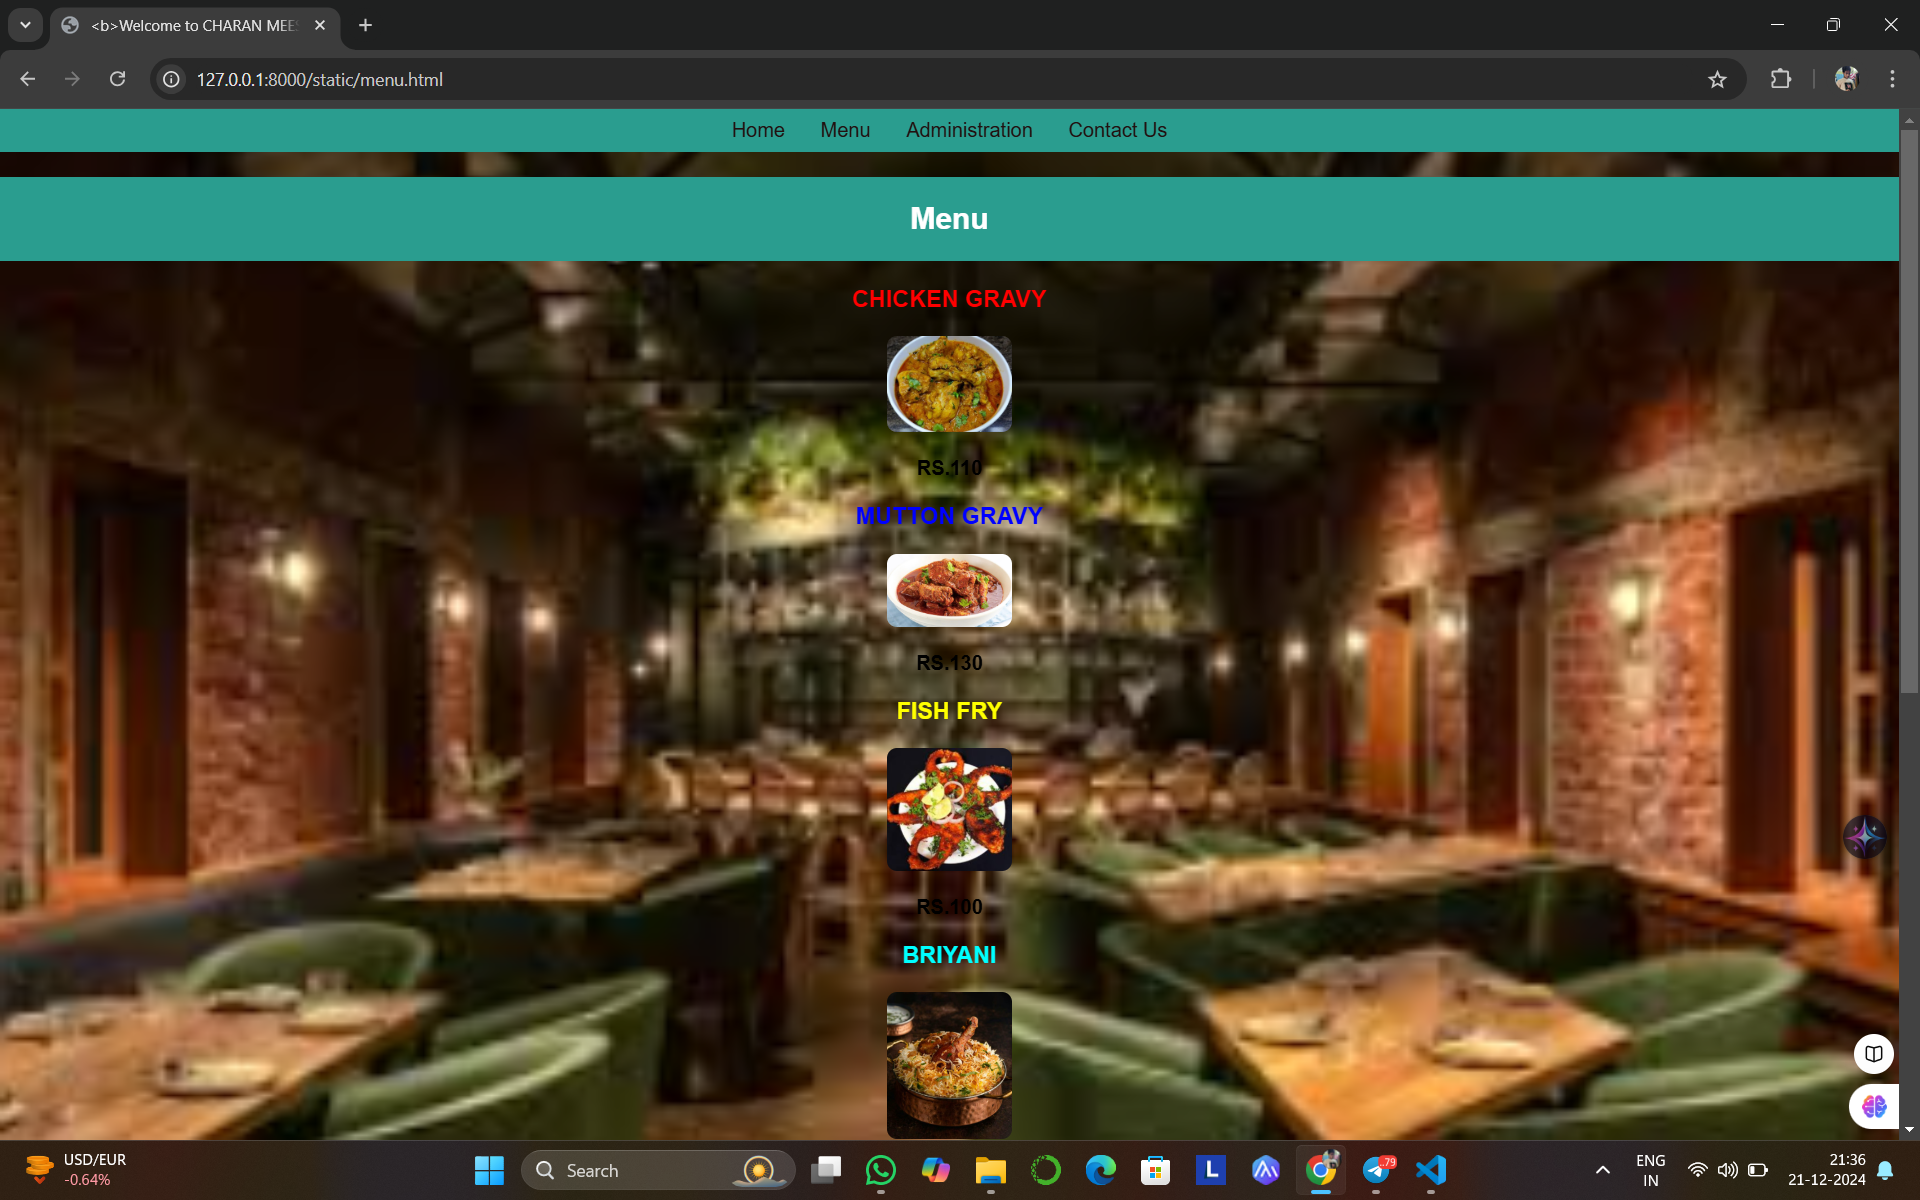 <b>Welcome to CHARAN MEES
127.0.0.1:8000/static/menu.html
Home Menu Administration Contact Us
Menu
CHICKEN GRAVY
RS.110
MUTTON GRAVY
RS.130
FISH FRY
RS.100
BRIYANI
USD/EUR
-0.64%
Search
L
79
ENG
IN
21:36
21-12-2024